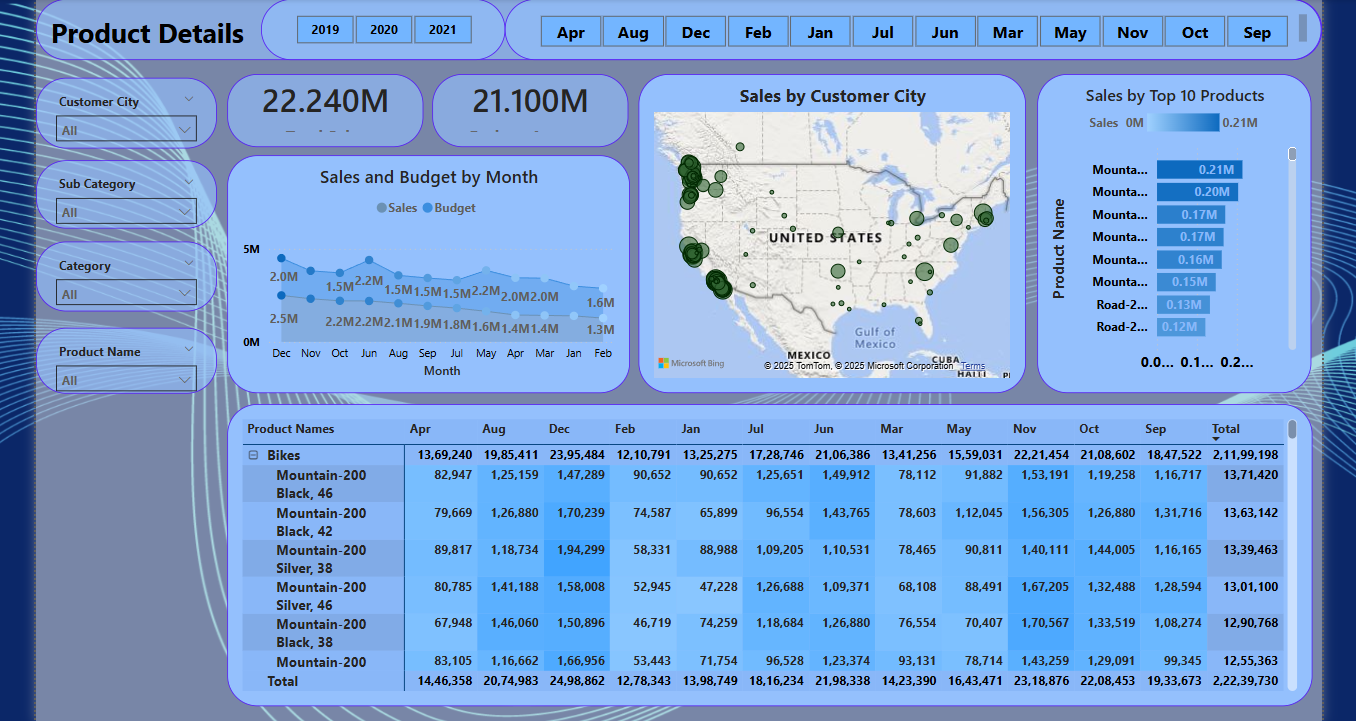 Product Details
2019 2020 2021
Apr Aug Dec Feb Jan Jul Jun Mar May Nov Oct Sep
Customer City
All
Sub Category
All
Category
All
Product Name
All
22.240M
21.100M
Sales and Budget by Month
Sales Budget
5M
2.0M 1.5M 2.2M 1.5M 1.5M 1.5M 2.2M 2.0M 2.0M 1.6M
2.5M 2.2M 2.2M 2.1M 1.9M 1.8M 1.6M 1.4M 1.4M 1.3M
0M
Dec Nov Oct Jun Aug Sep Jul May Apr Mar Jan Feb
Month
Sales by Customer City
UNITED STATES
Gulf of
Mexico
MEXICO
CUBA
HAITI
Microsoft Bing
© 2025 TomTom, © 2025 Microsoft Corporation Terms
Sales by Top 10 Products
Sales 0M 0.21M
Product Name
Mounta... 0.21M
Mounta... 0.20M
Mounta... 0.17M
Mounta... 0.17M
Mounta... 0.16M
Mounta... 0.15M
Road-2... 0.13M
Road-2... 0.12M
0.0... 0.1... 0.2...
Product Names Apr Aug Dec Feb Jan Jul Jun Mar May Nov Oct Sep Total
Bikes 13,69,240 19,85,411 23,95,484 12,10,791 13,25,275 17,28,746 21,06,386 13,41,256 15,59,031 22,21,454 21,08,602 18,47,522 2,11,99,198
Mountain-200 82,947 1,25,159 1,47,289 90,652 90,652 1,25,651 1,49,912 78,112 91,882 1,53,191 1,19,258 1,16,717 13,71,420
Black, 46
Mountain-200 79,669 1,26,880 1,70,239 74,587 65,899 96,554 1,43,765 78,603 1,12,045 1,56,305 1,26,880 1,31,716 13,63,142
Black, 42
Mountain-200 89,817 1,18,734 1,94,299 58,331 88,988 1,09,205 1,10,531 78,465 90,811 1,40,111 1,44,005 1,16,165 13,39,463
Silver, 38
Mountain-200 80,785 1,41,188 1,58,008 52,945 47,228 1,26,688 1,09,371 68,108 88,491 1,67,205 1,32,488 1,28,594 13,01,100
Silver, 46
Mountain-200 67,948 1,46,060 1,50,896 46,719 74,259 1,18,684 1,26,880 76,554 70,407 1,70,567 1,33,519 1,08,274 12,90,768
Black, 38
Mountain-200 83,105 1,16,662 1,66,956 53,443 71,754 96,528 1,23,374 93,131 78,714 1,43,259 1,29,091 99,345 12,55,363
Total 14,46,358 20,74,983 24,98,862 12,78,343 13,98,749 18,16,234 21,98,338 14,23,390 16,43,471 23,18,876 22,08,453 19,33,673 2,22,39,730